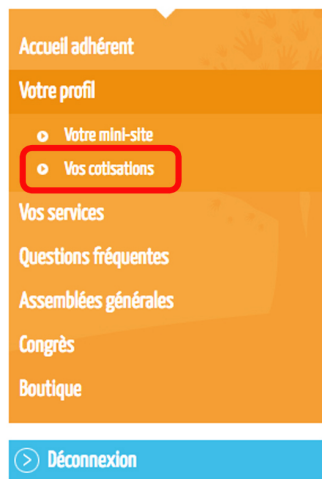 Accueil adhérent
Votre profil
Votre mini-site
Vos cotisations
Vos services
Questions fréquentes
Assemblées générales
Congrès
Boutique
Déconnexion